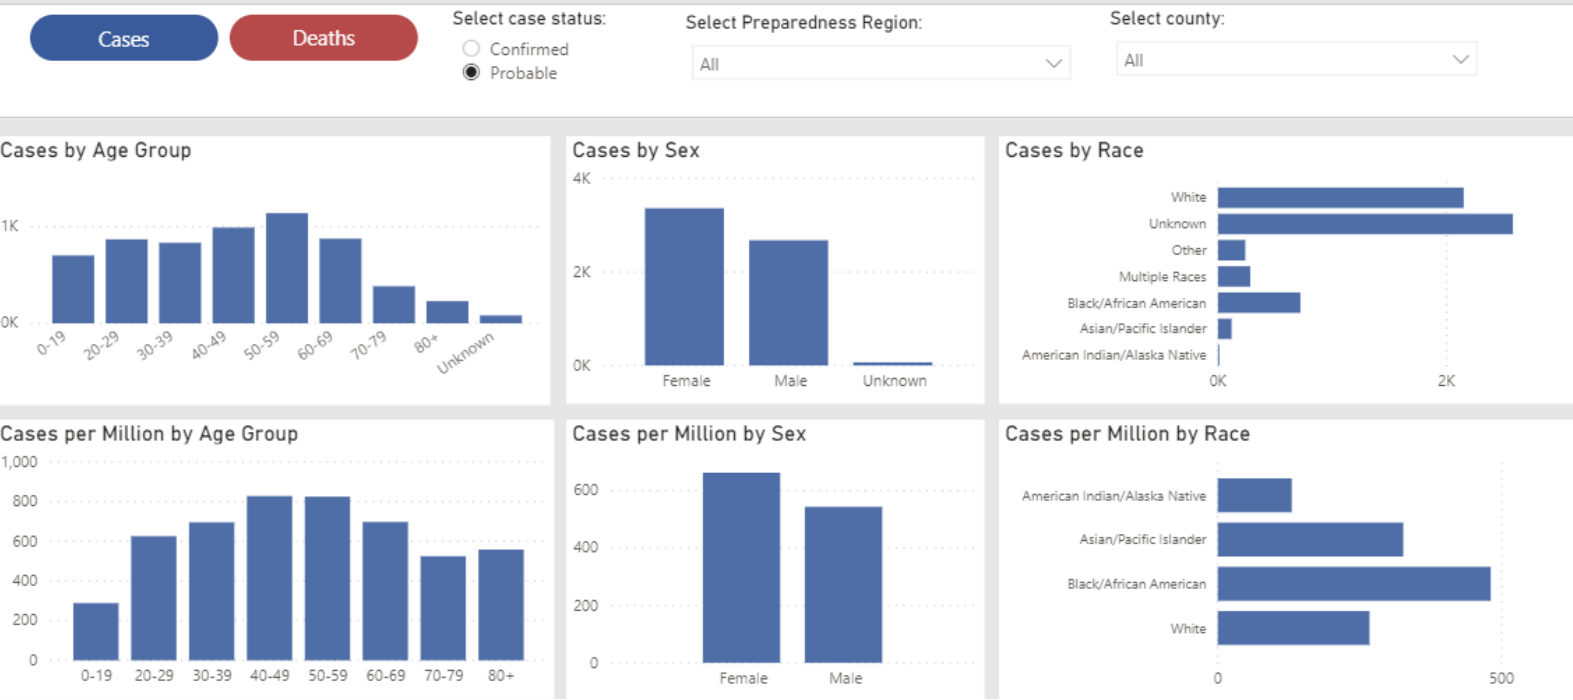 Cases
Deaths
Select case status:
Confirmed
Probable
Select Preparedness Region:
All
Select county:
All
Cases by Age Group
1K
0K
0-19
20-29
30-39
40-49
50-59
60-69
70-79
80+
Unknown
Cases by Sex
4K
2K
0K
Female
Male
Unknown
Cases by Race
White
Unknown
Other
Multiple Races
Black/African American
Asian/Pacific Islander
American Indian/Alaska Native
0K
2K
Cases per Million by Age Group
1,000
800
600
400
200
0
0-19
20-29
30-39
40-49
50-59
60-69
70-79
80+
Cases per Million by Sex
600
400
200
0
Female
Male
Cases per Million by Race
American Indian/Alaska Native
Asian/Pacific Islander
Black/African American
White
0
500